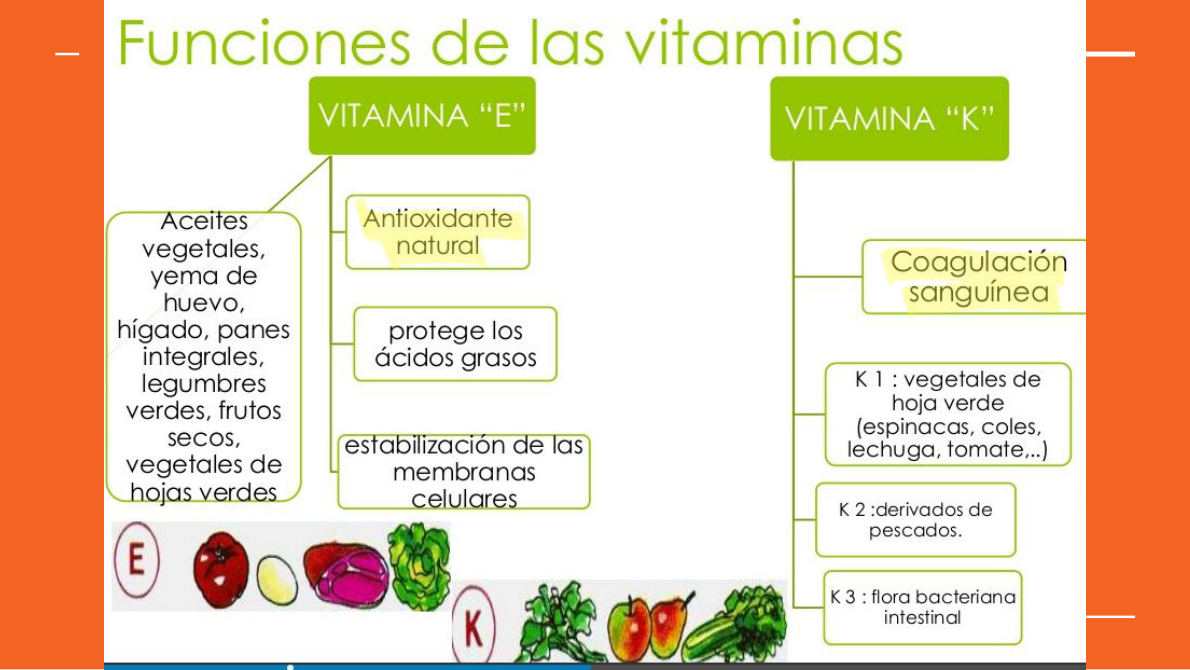 Funciones de las vitaminas
VITAMINA “E”
Aceites
vegetales,
yema de
huevo,
hígado, panes
integrales,
legumbres
verdes, frutos
secos,
vegetales de
hojas verdes
Antioxidante
natural
protege los
ácidos grasos
estabilización de las
membranas
celulares
VITAMINA “K”
Coagulación
sanguínea
K 1 : vegetales de
hoja verde
(espinacas, coles,
lechuga, tomate,..)
K 2 :derivados de
pescados.
K 3 : flora bacteriana
intestinal
E
K